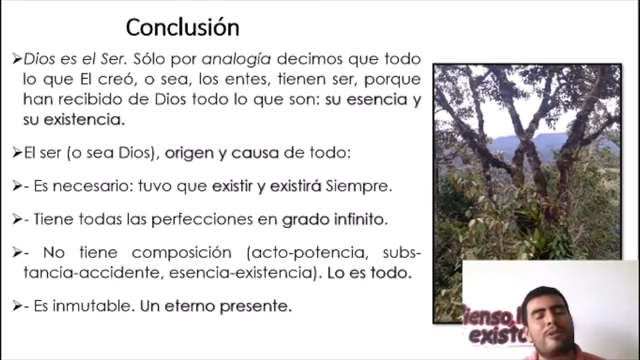 Conclusión
➢Dios es el Ser. Sólo por analogía decimos que todo
lo que El creó, o sea, los entes, tienen ser, porque
han recibido de Dios todo lo que son: su esencia y
su existencia.
➢El ser (o sea Dios), origen y causa de todo:
➢- Es necesario: tuvo que existir y existirá Siempre.
➢- Tiene todas las perfecciones en grado infinito.
➢- No tiene composición (acto-potencia, subs-
tancia-accidente, esencia-existencia). Lo es todo.
➢- Es inmutable. Un eterno presente.